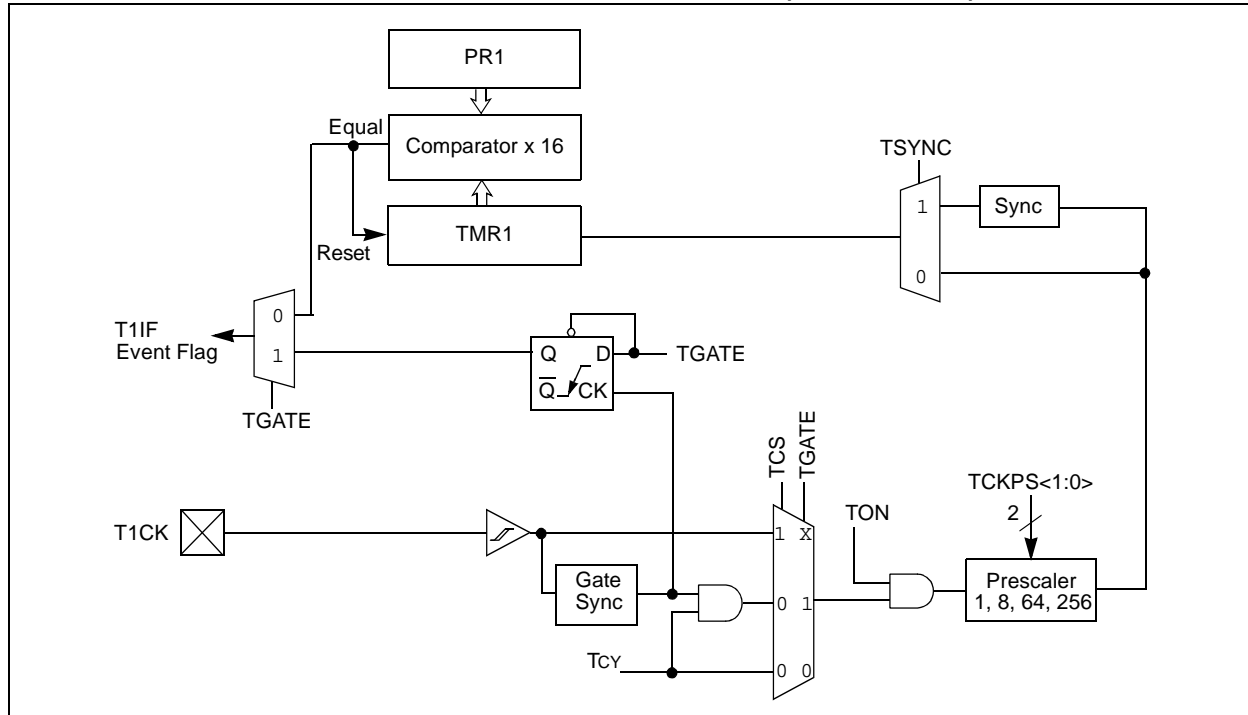 PR1
Equal
Comparator x 16
TSYNC
1
Sync
TMR1
Reset
0
0
T1IF
Event Flag
1
Q
D
TGATE
Q
CK
TGATE
TCS
TGATE
TCKPS<1:0>
2
TON
T1CK
1 X
Gate
Sync
0 1
Prescaler
1, 8, 64, 256
TCY
0 0